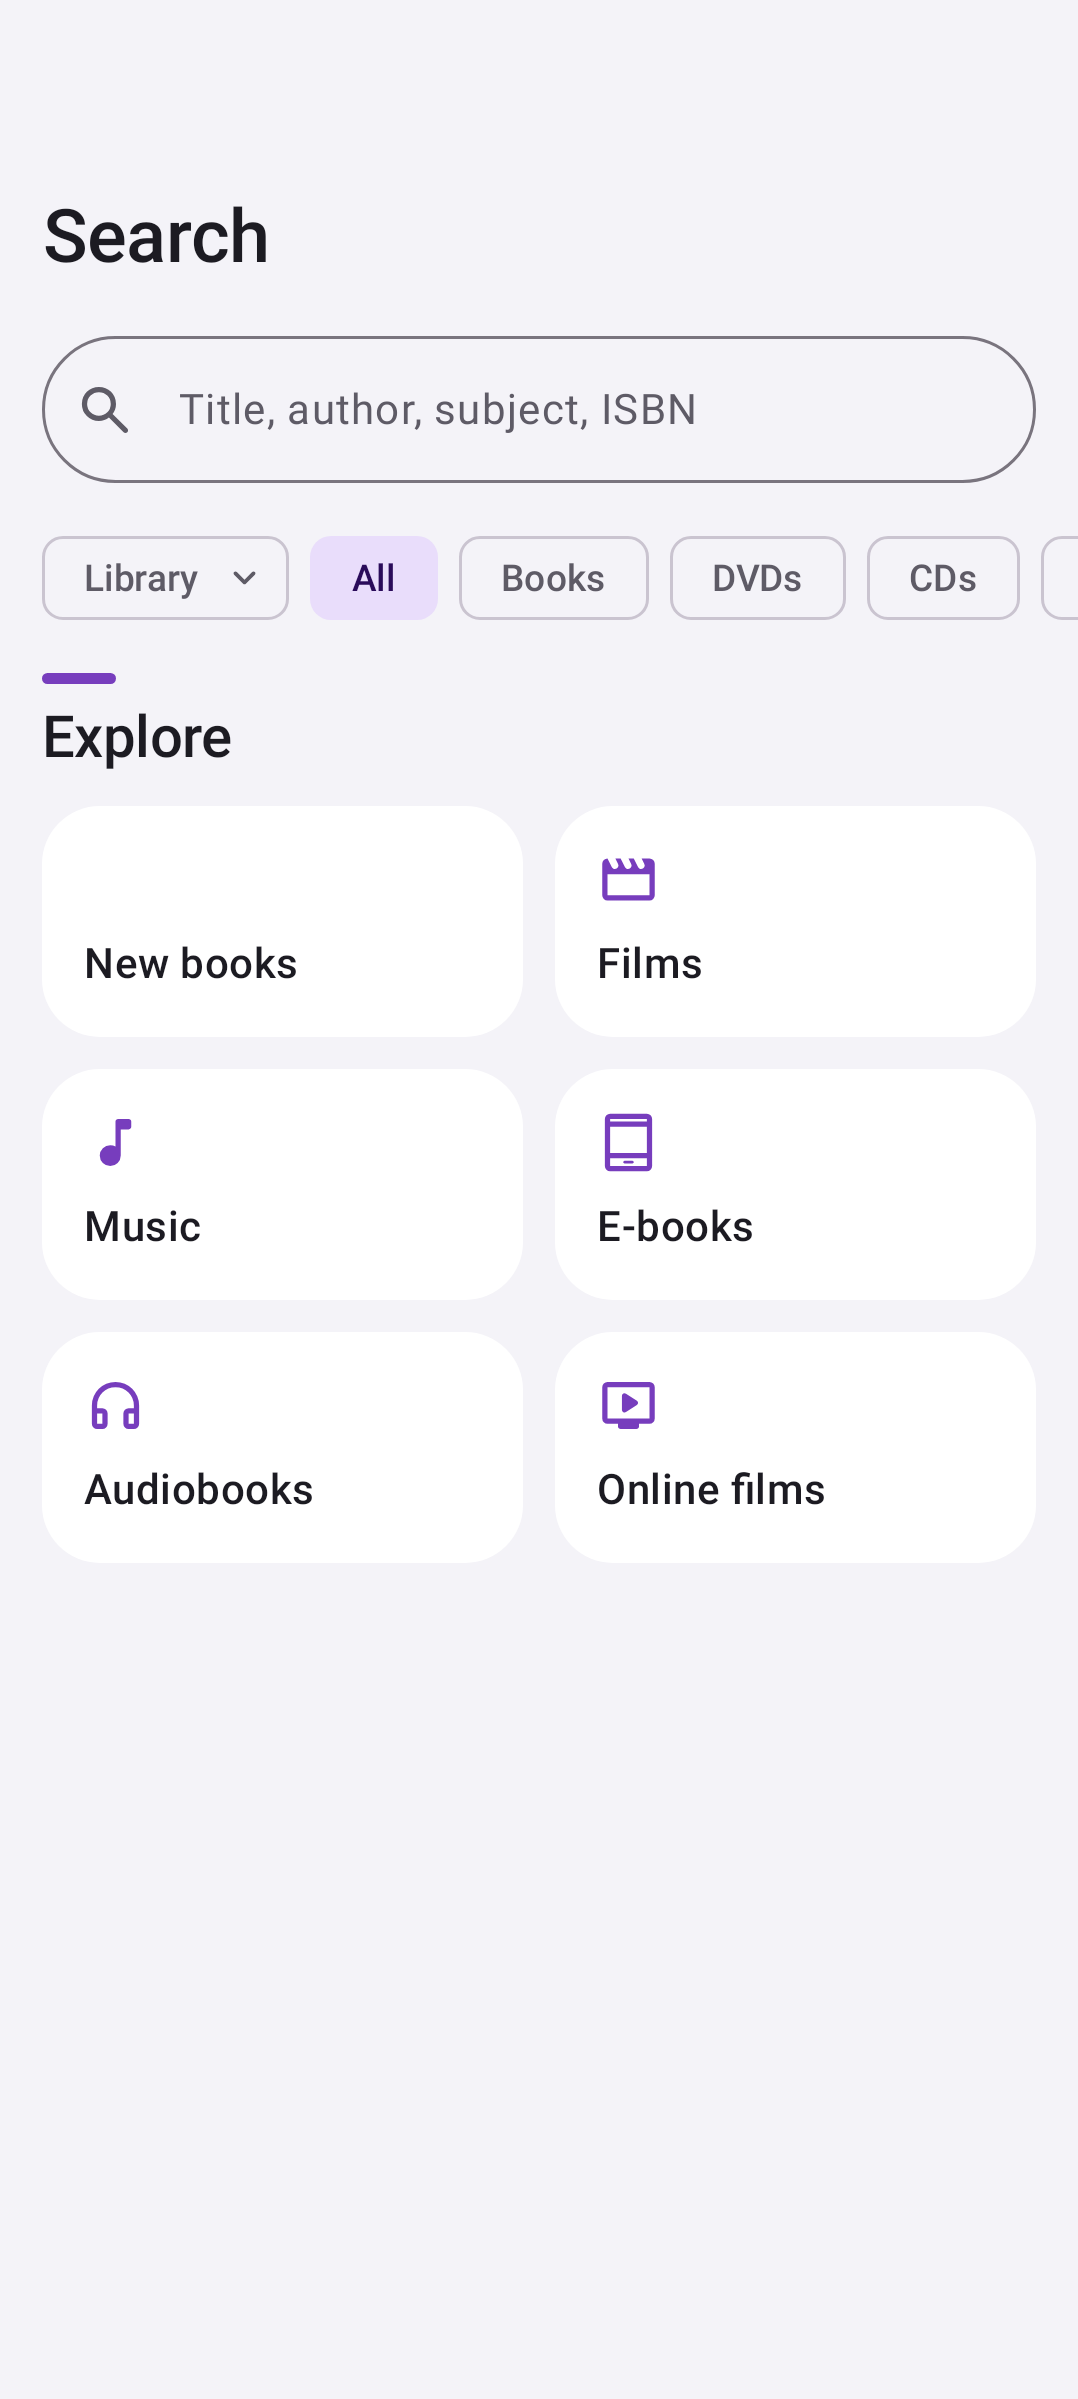 Search
Title, author, subject, ISBN
Library All Books DVDs CDs
Explore
New books Films
Music E-books
Audiobooks Online films